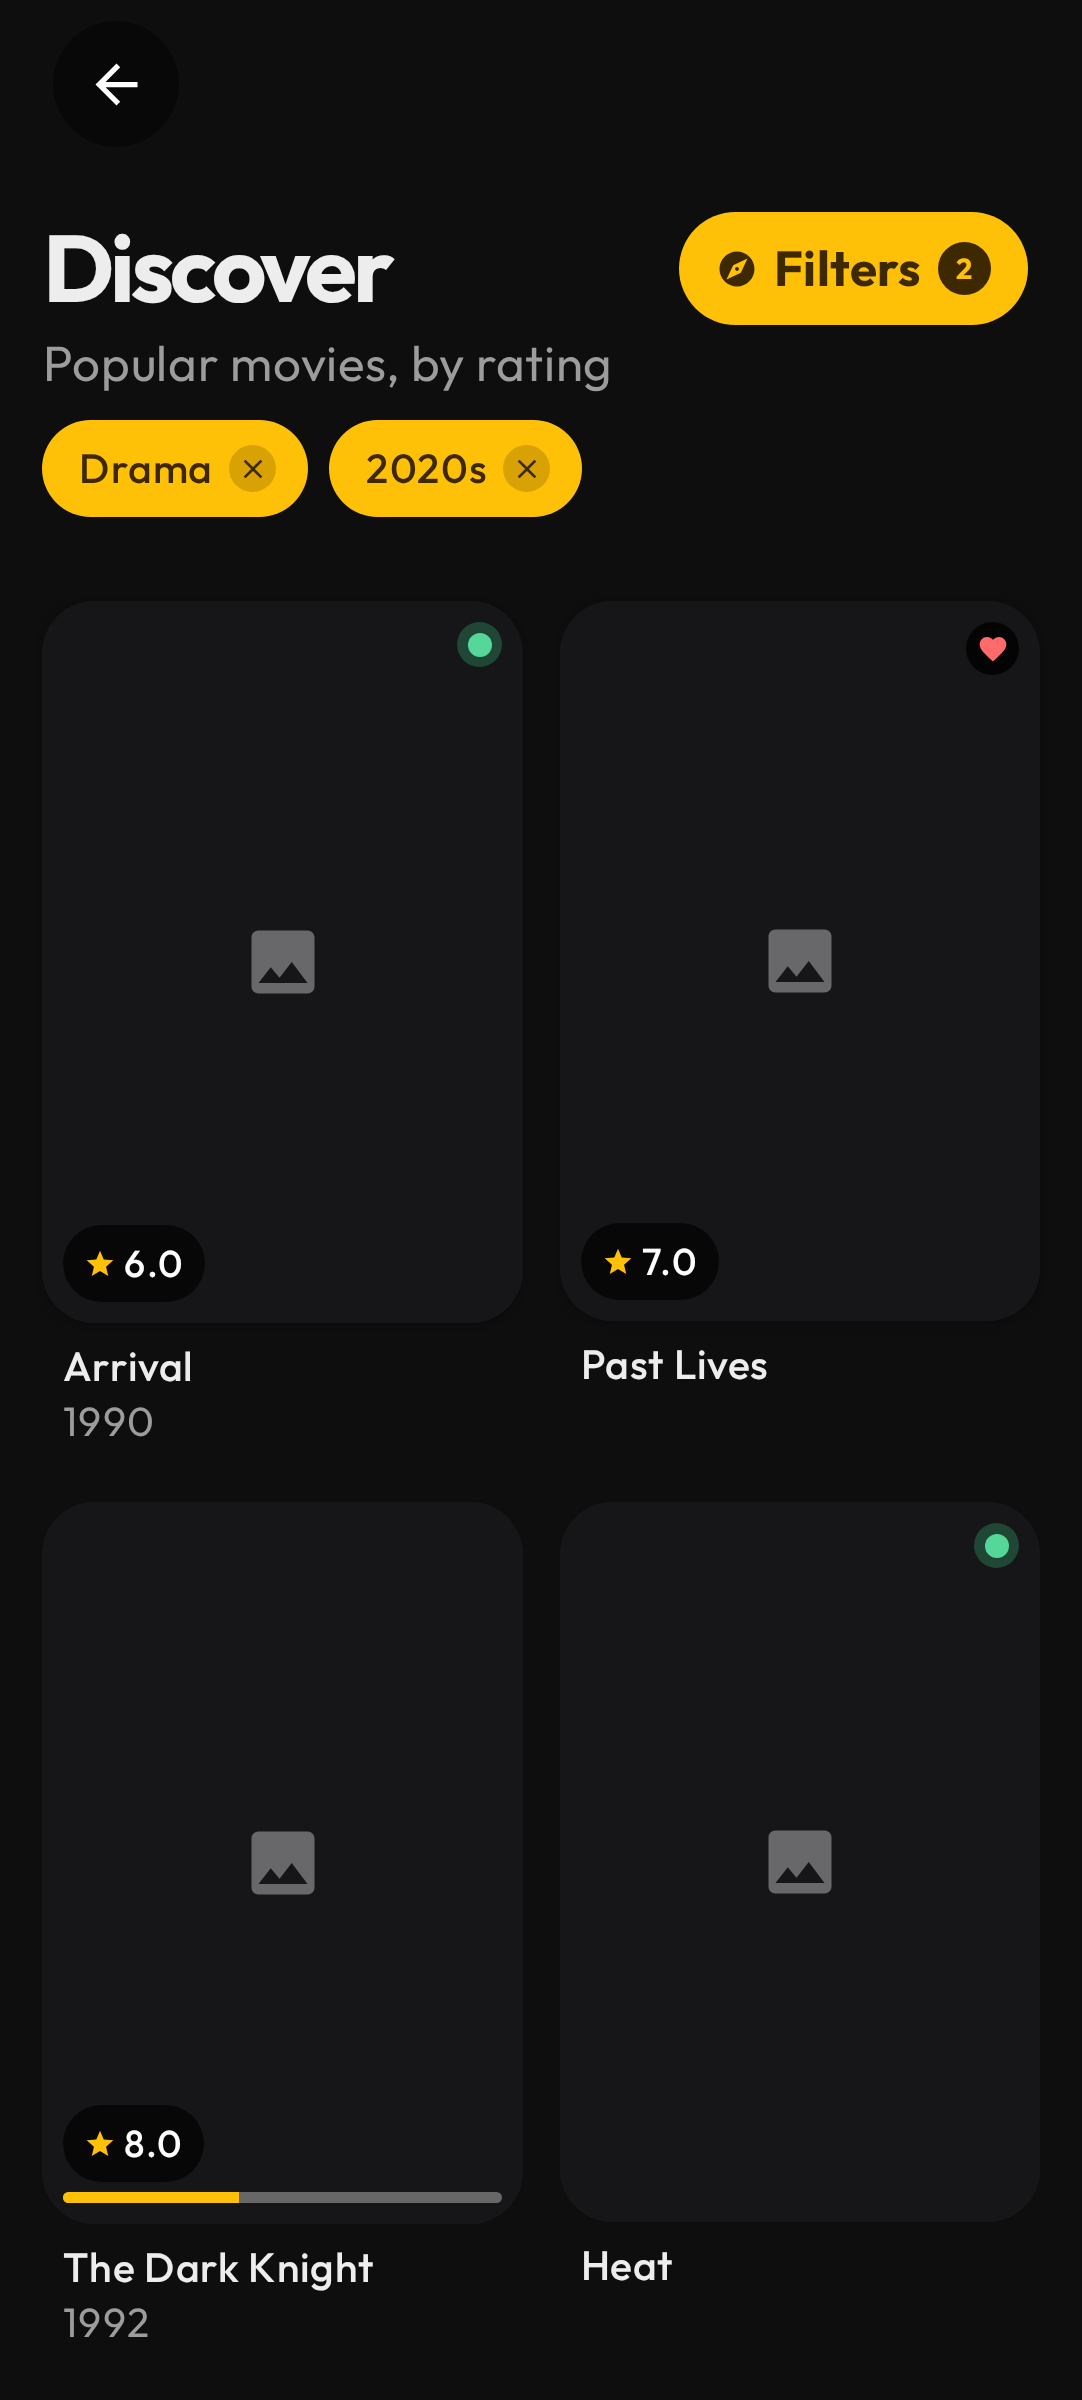 Discover
Filters 2
Popular movies, by rating
Drama
2020s
6.0
7.0
Arrival
Past Lives
1990
8.0
The Dark Knight
Heat
1992